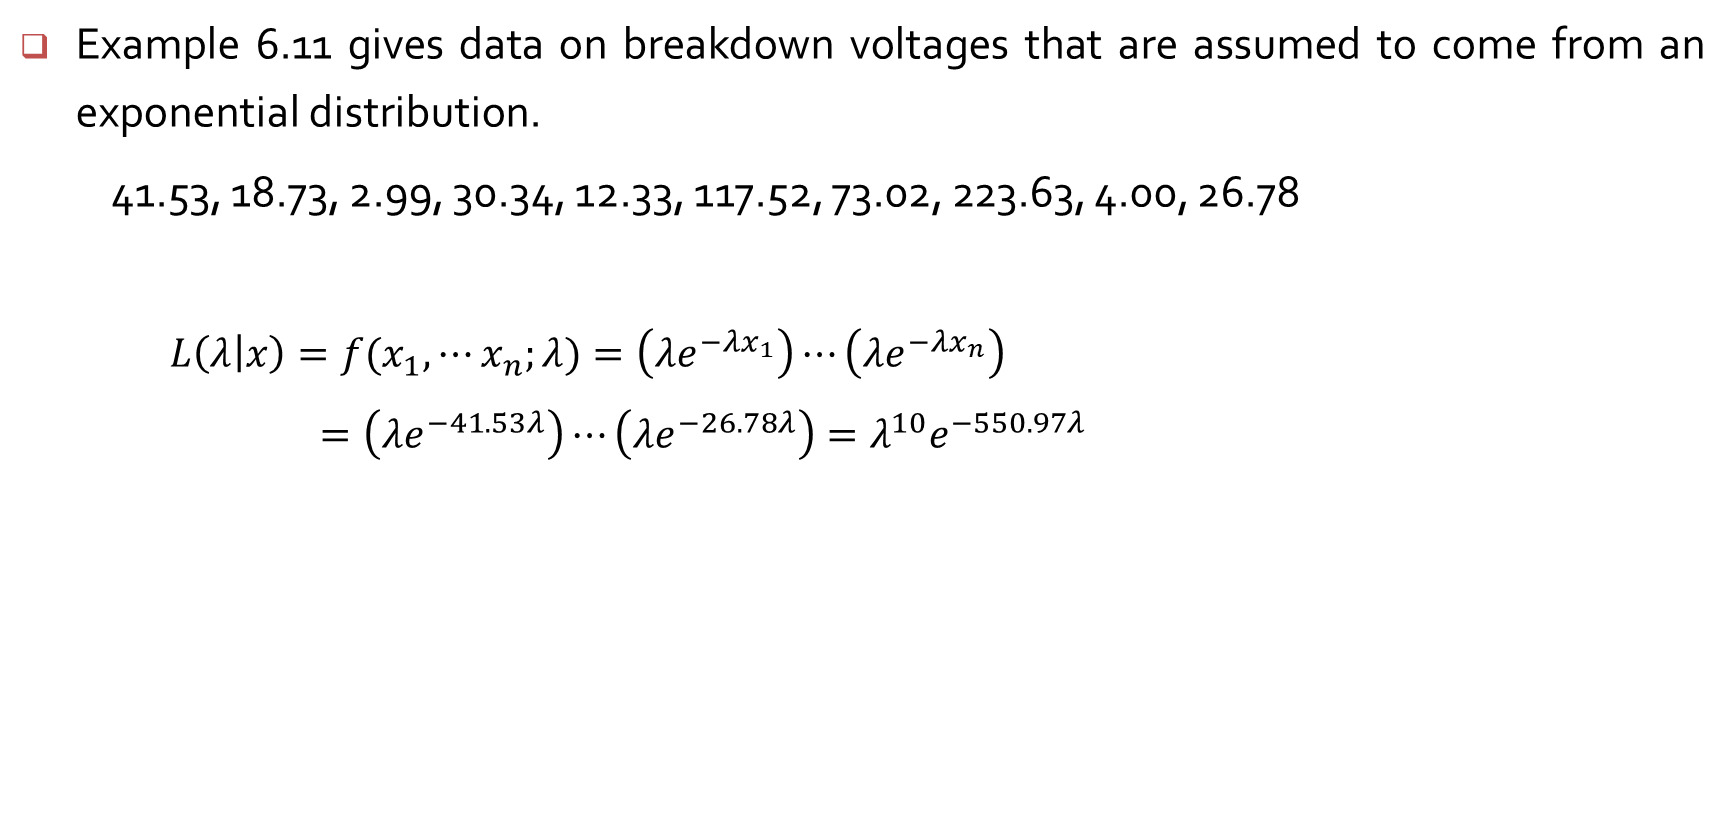 ❑ Example 6.11 gives data on breakdown voltages that are assumed to come from an
exponential distribution.
41.53, 18.73, 2.99, 30.34, 12.33, 117.52, 73.02, 223.63, 4.00, 26.78
L(λ|x) = f(x₁, ⋯ xₙ; λ) = (λe^{−λx₁}) ⋯ (λe^{−λxₙ})
= (λe^{−41.53λ}) ⋯ (λe^{−26.78λ}) = λ^{10}e^{−550.97λ}